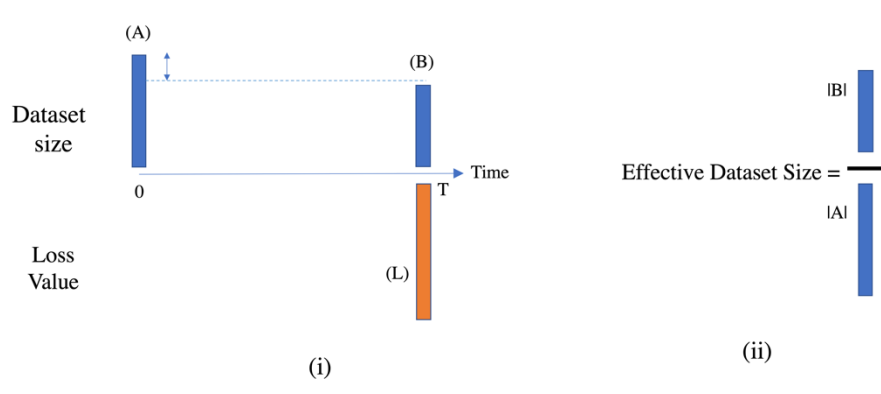 (A)
(B)
Dataset
size
Time
0
T
Loss
Value
(L)
(i)
|B|
Effective Dataset Size =
|A|
(ii)